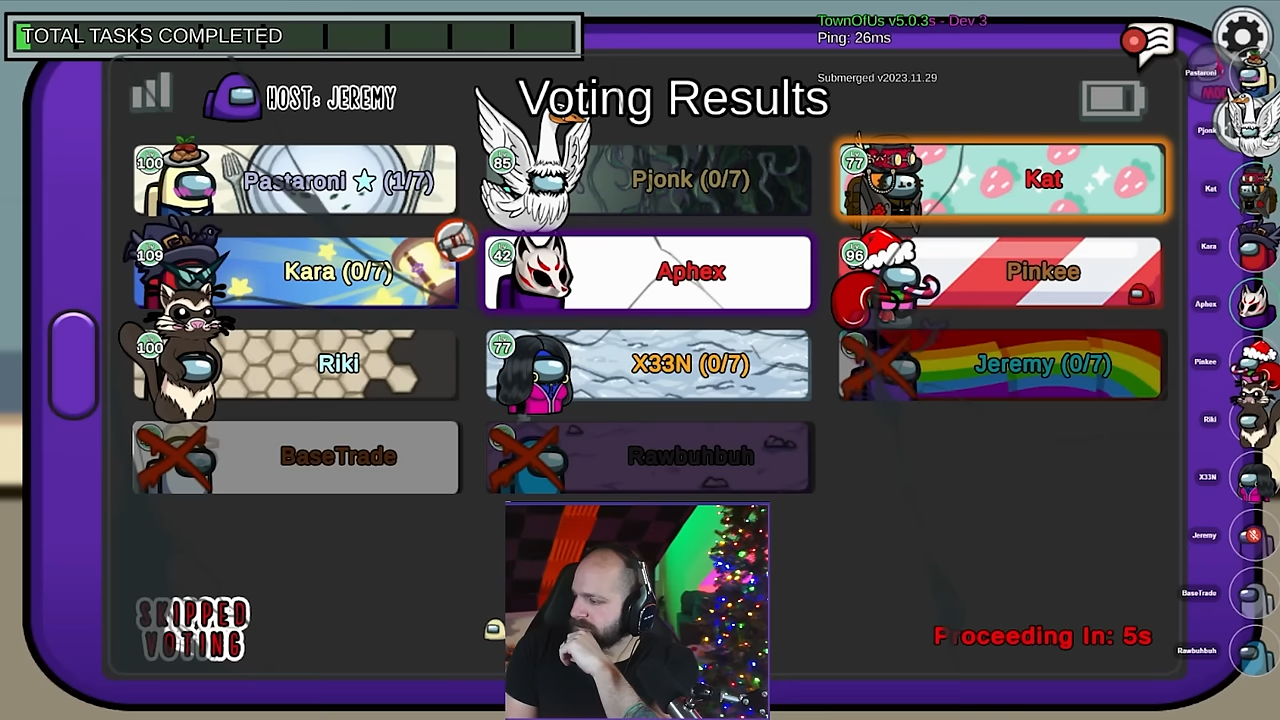 TOTAL TASKS COMPLETED
TownOfUs v5.0.3s - Dev 3
Ping: 26ms
Submerged v2023.11.29
HOST: JEREMY
Voting Results
100 Pastaroni ☆ (1/7)
85 Pjonk (0/7)
77 Kat
109 Kara (0/7)
42 Aphex
96 Pinkee
100 Riki
77 X33N (0/7)
Jeremy (0/7)
BaseTrade
Rawbuhbuh
SKIPPED
VOTING
Proceeding In: 5s
Pastaroni
Pjonk
Kat
Kara
Aphex
Pinkee
Riki
X33N
Jeremy
BaseTrade
Rawbuhbuh